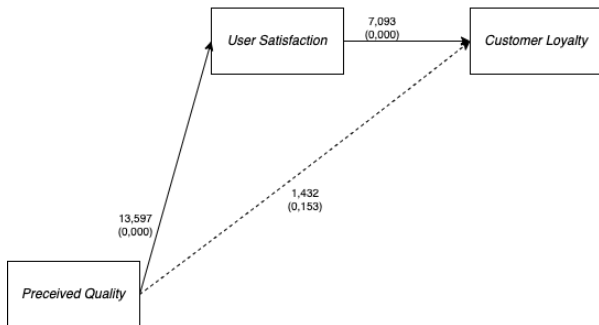 7,093
(0,000)
User Satisfaction
Customer Loyalty
1,432
(0,153)
13,597
(0,000)
Preceived Quality